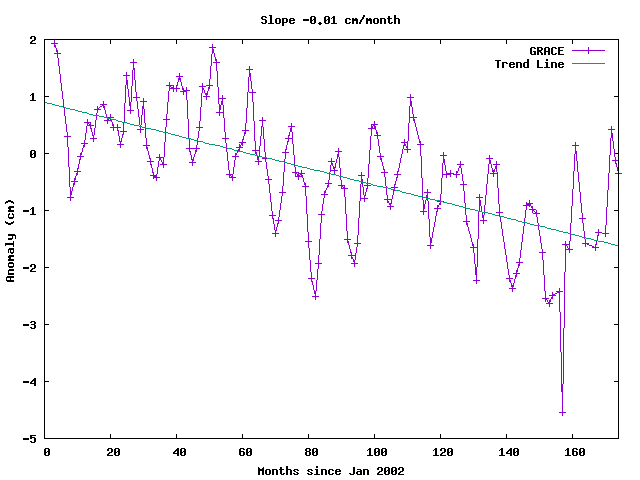 Slope -0.01 cm/month
GRACE
Trend Line
2
1
0
-1
-2
-3
-4
-5
Anomaly (cm)
0 20 40 60 80 100 120 140 160
Months since Jan 2002